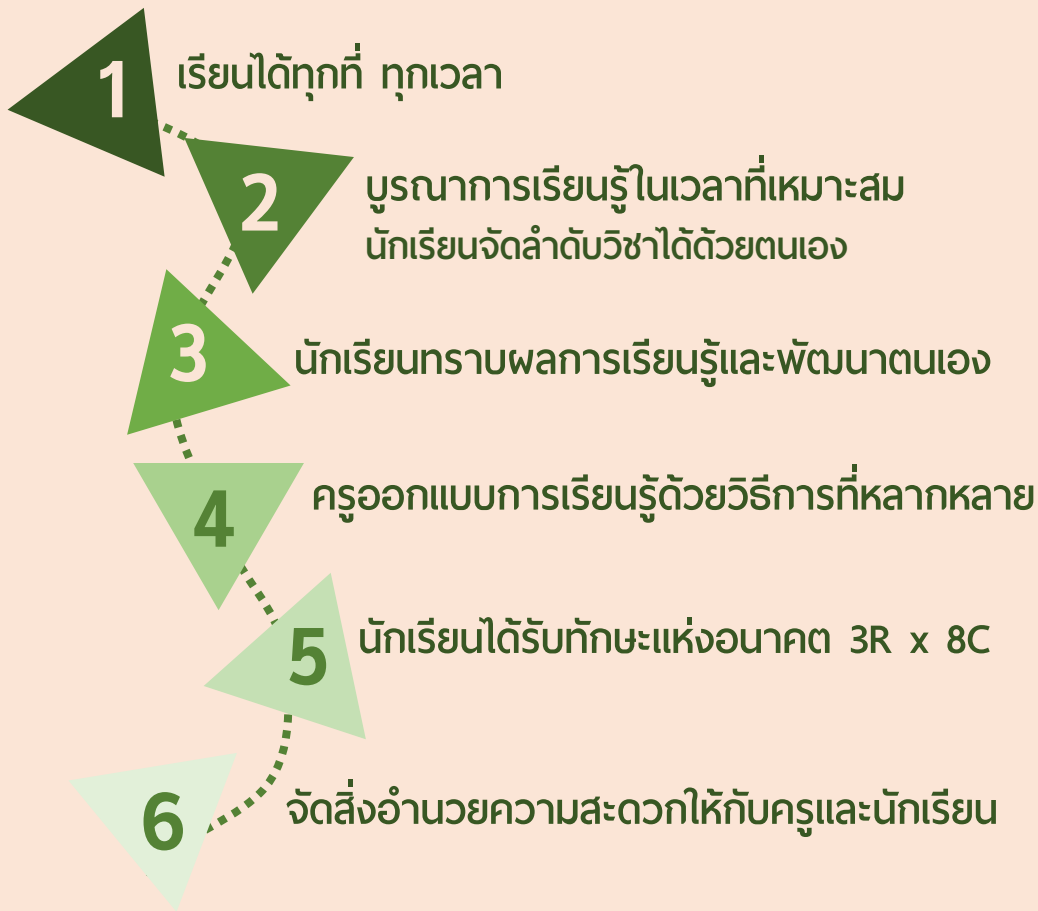 1 เรียนได้ทุกที่ ทุกเวลา
2 บูรณาการเรียนรู้ในเวลาที่เหมาะสม
นักเรียนจัดลำดับวิชาได้ด้วยตนเอง
3 นักเรียนทราบผลการเรียนรู้และพัฒนาตนเอง
4 ครูออกแบบการเรียนรู้ด้วยวิธีการที่หลากหลาย
5 นักเรียนได้รับทักษะแห่งอนาคต 3R x 8C
6 จัดสิ่งอำนวยความสะดวกให้กับครูและนักเรียน